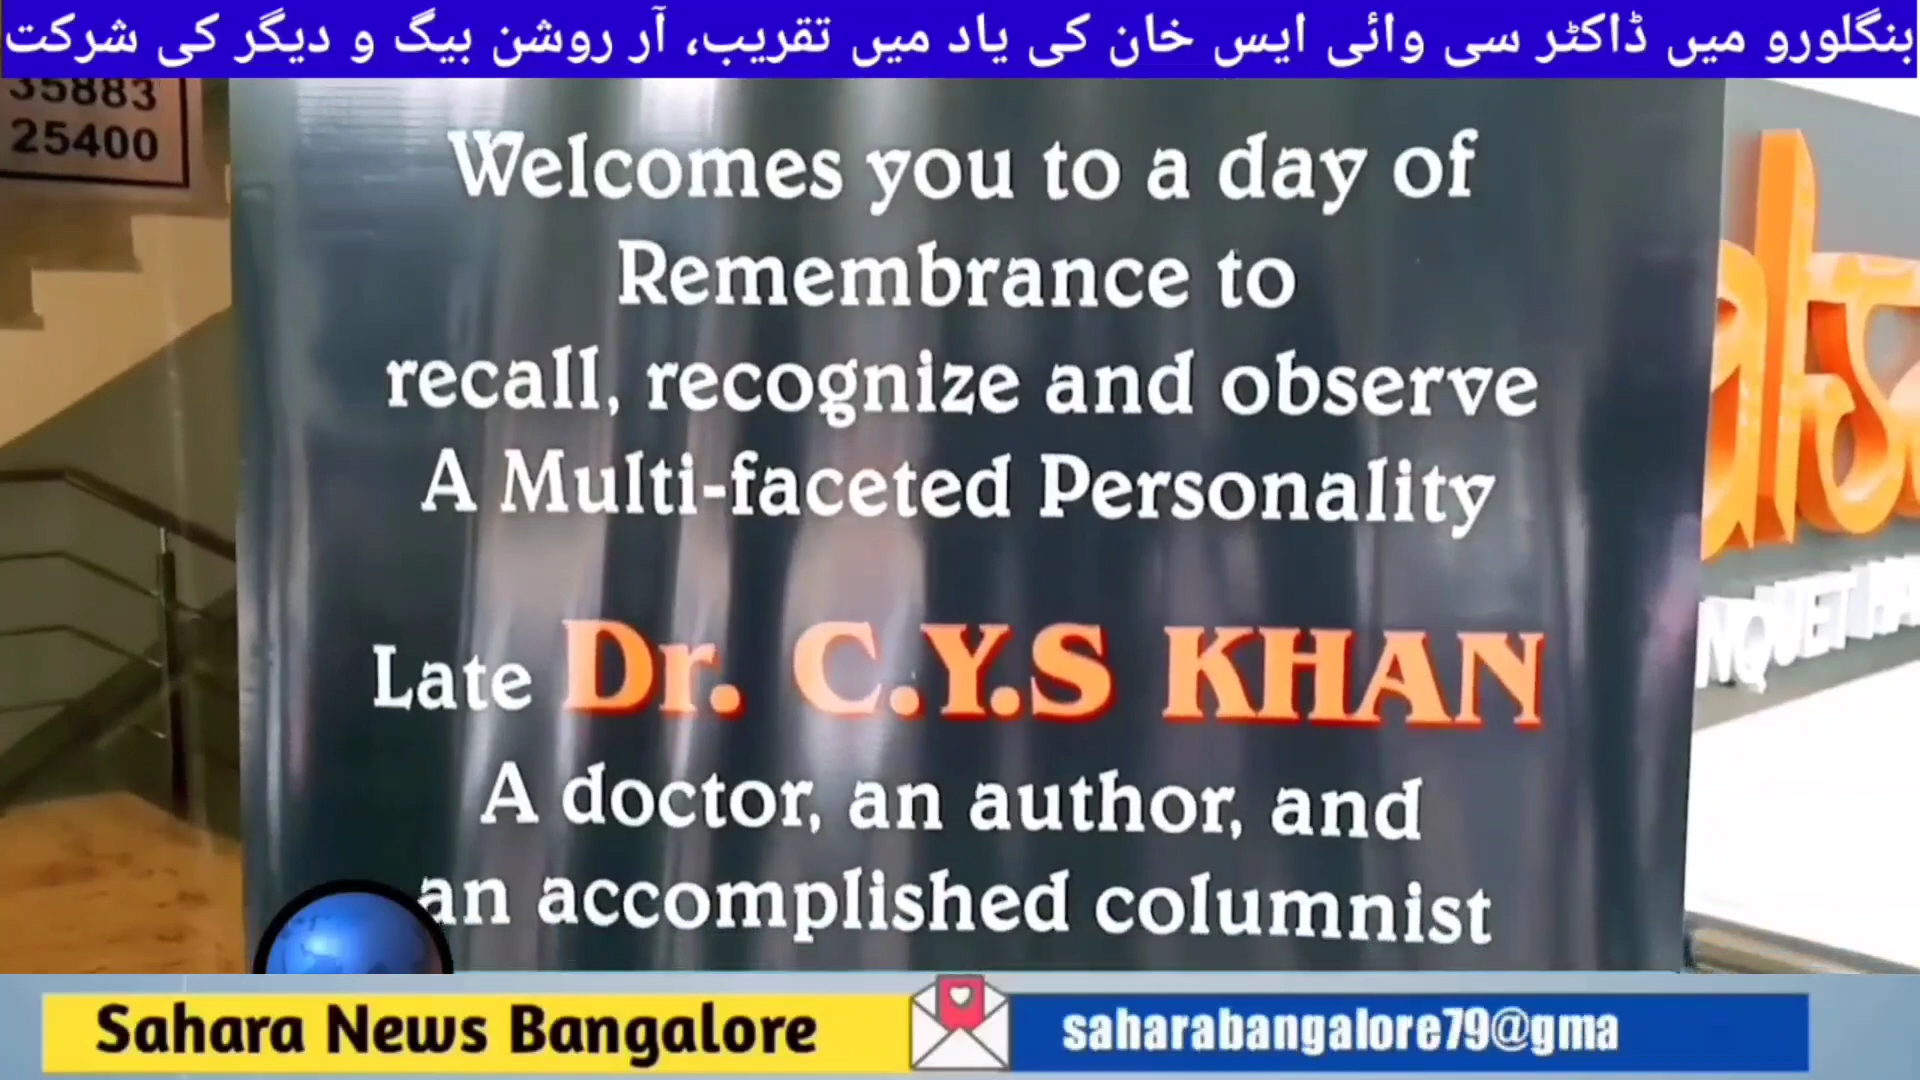 بنگلورو میں ڈاکٹر سی وائی ایس خان کی یاد میں تقریب، آر روشن بیگ و دیگر کی شرکت
35883
25400
Welcomes you to a day of
Remembrance to
recall, recognize and observe
A Multi-faceted Personality
Late Dr. C.Y.S KHAN
A doctor, an author, and
an accomplished columnist
NQUET HA
Sahara News Bangalore
saharabangalore79@gma